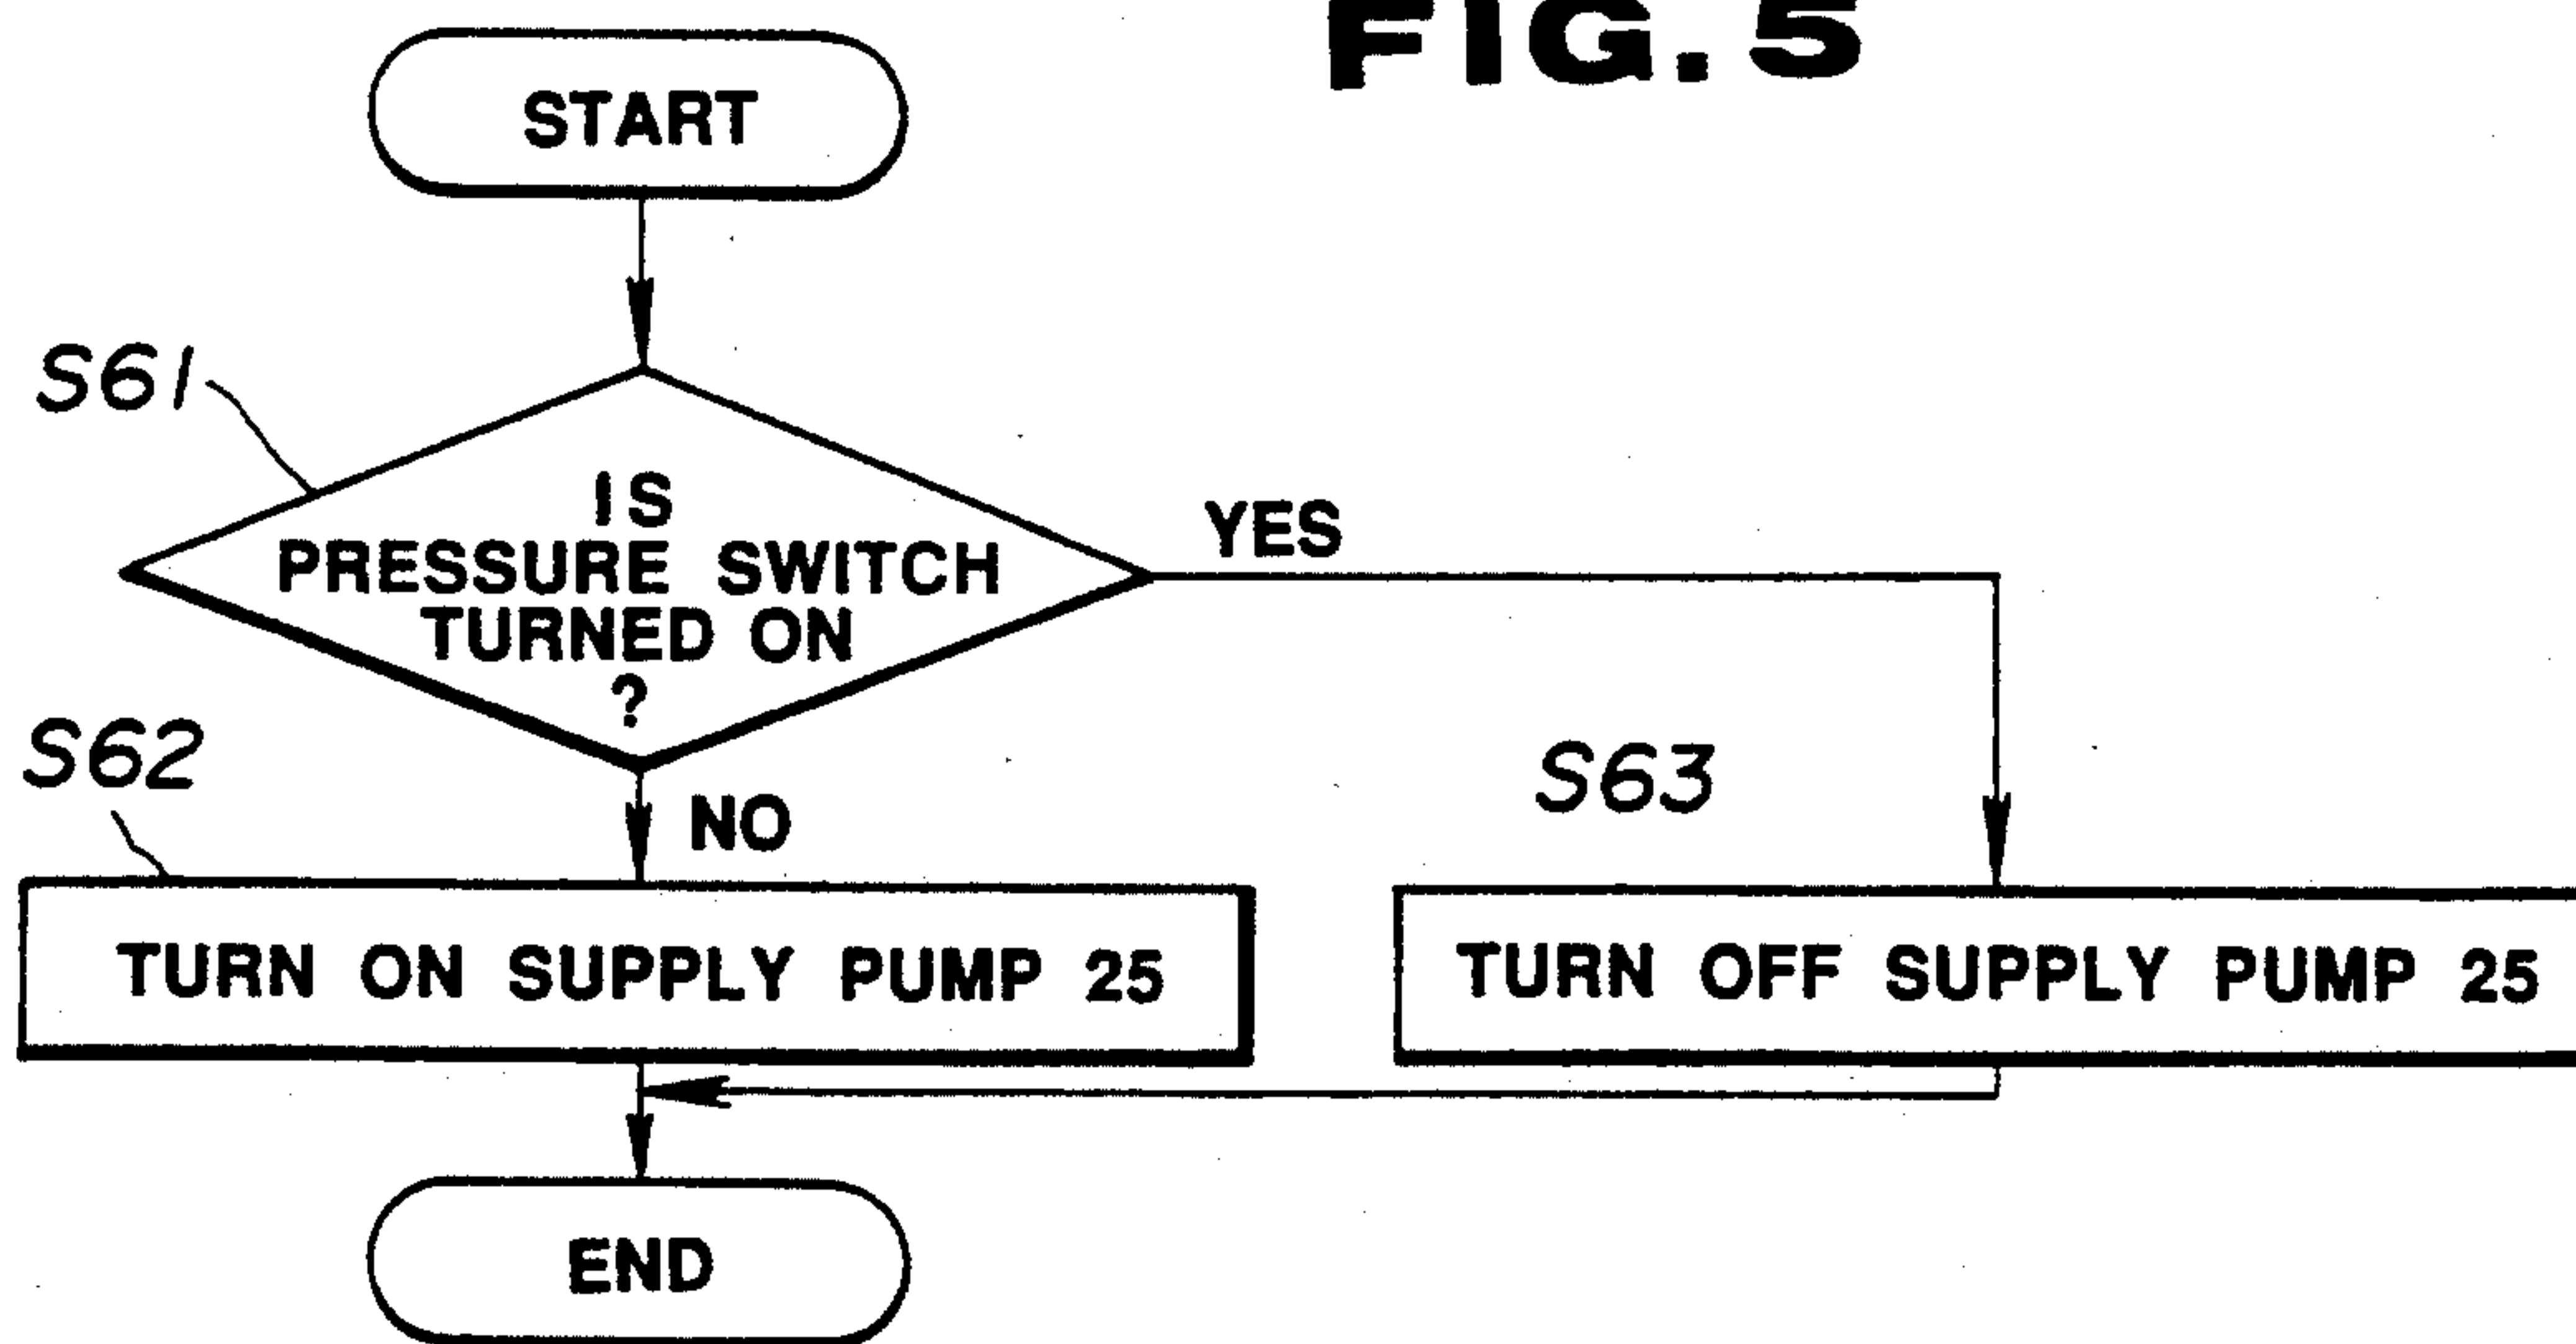 FIG. 5
START
S61
IS
PRESSURE SWITCH
TURNED ON
?
YES
S62
NO
S63
TURN ON SUPPLY PUMP 25
TURN OFF SUPPLY PUMP 25
END